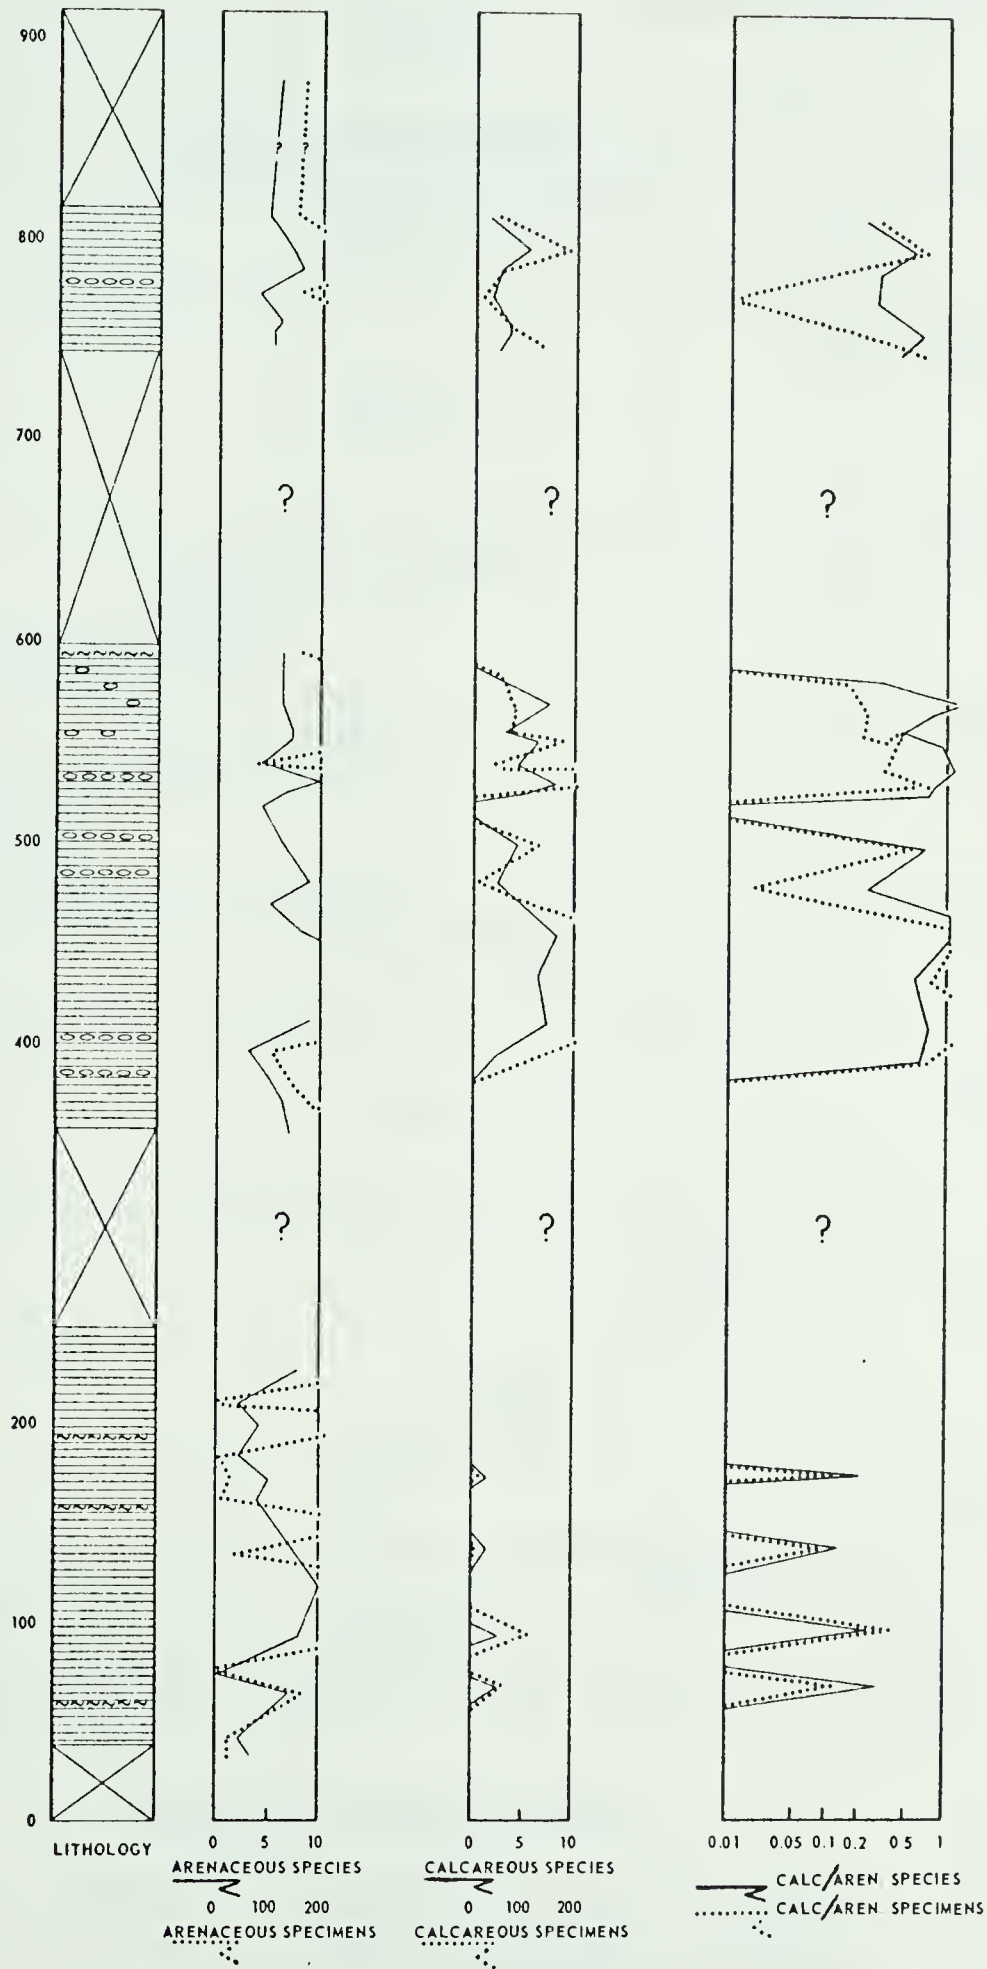 900
800
? ?
700
? ? ?
600
500
400
? ? ?
200
100
0
LITHOLOGY
0 5 10
ARENACEOUS SPECIES
0 100 200
ARENACEOUS SPECIMENS
0 5 10
CALCAREOUS SPECIES
0 100 200
CALCAREOUS SPECIMENS
0.01 0.05 0.1 0.2 0 5 1
CALC/AREN SPECIES
CALC/AREN SPECIMENS